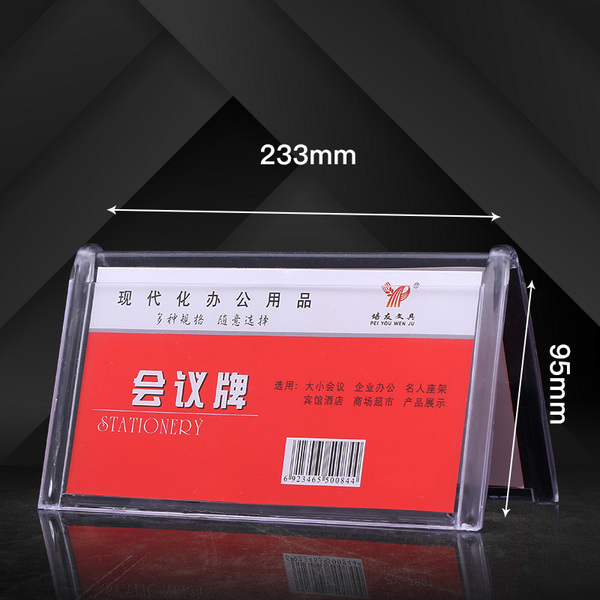 233mm
现代化办公用品
多种规格 随意选择
培友文具
PEI YOU WEN JU
95mm
会议牌
STATIONERY
选用：大小会议 企业办公 名人座架
宾馆酒店 商场超市 产品展示
6 923465 500844